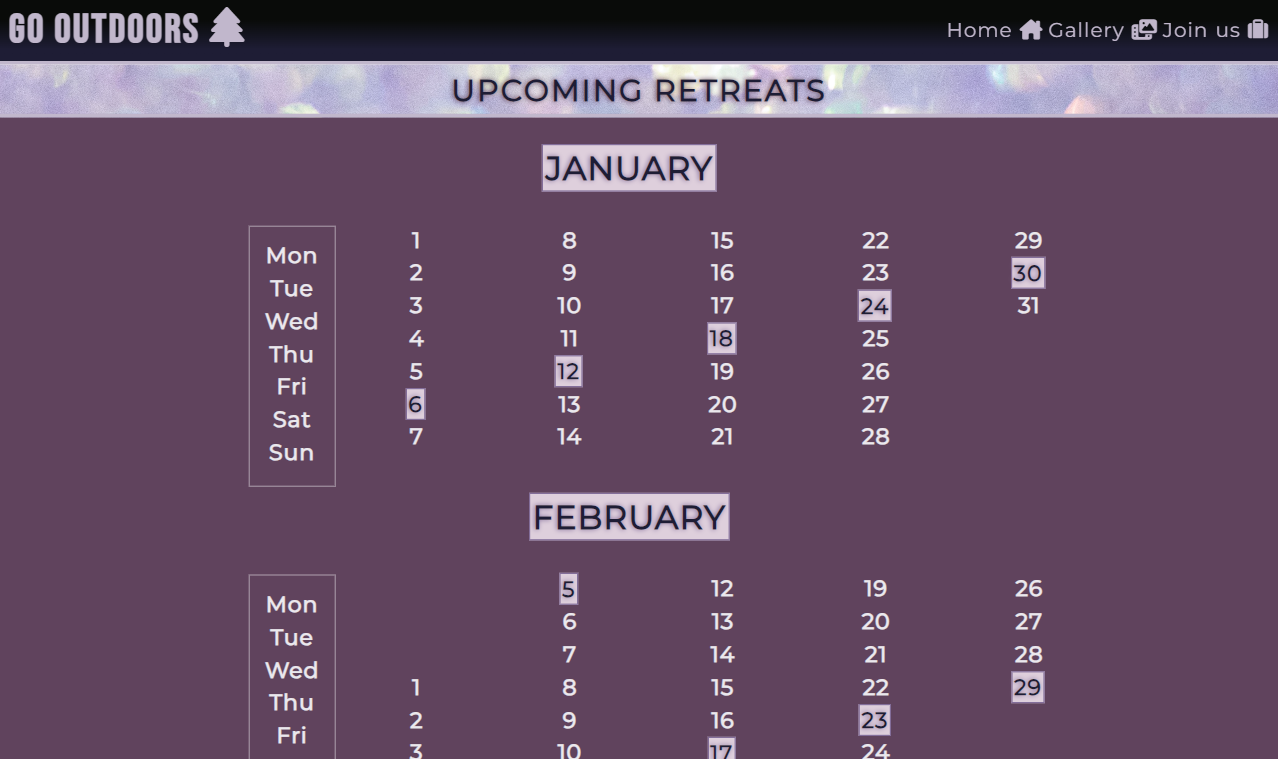 GO OUTDOORS
Home Gallery Join us
UPCOMING RETREATS
JANUARY
1 8 15 22 29
Mon
2 9 16 23 30
Tue
3 10 17 24 31
Wed
4 11 18 25
Thu
5 12 19 26
Fri
6 13 20 27
Sat
7 14 21 28
Sun
FEBRUARY
5 12 19 26
Mon
6 13 20 27
Tue
7 14 21 28
Wed
1 8 15 22 29
Thu
2 9 16 23
Fri
3 10 17 24